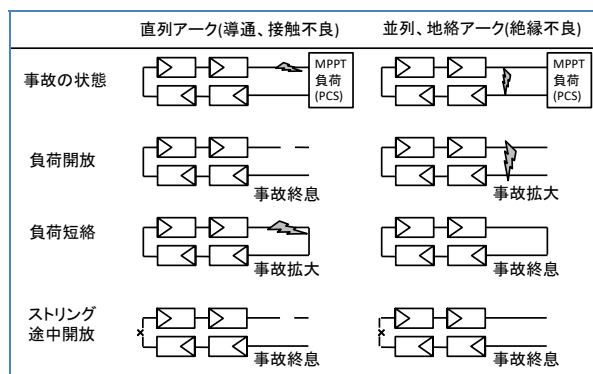 直列アーク(導通、接触不良)
並列、地絡アーク(絶縁不良)
事故の状態
MPPT
負荷
(PCS)
MPPT
負荷
(PCS)
負荷開放
事故終息
事故拡大
負荷短絡
事故拡大
事故終息
ストリング
途中開放
事故終息
事故終息